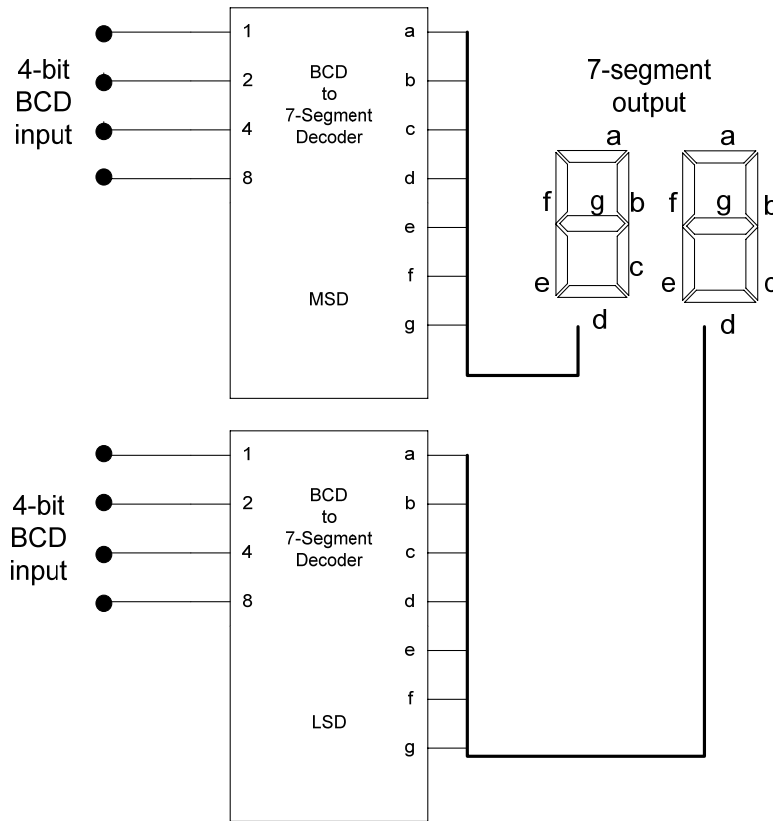 4-bit
BCD
input
1
2
4
8
BCD
to
7-Segment
Decoder
MSD
a
b
c
d
e
f
g
7-segment
output
a
f
g
b
e
c
d
a
f
g
b
e
c
d
4-bit
BCD
input
1
2
4
8
BCD
to
7-Segment
Decoder
LSD
a
b
c
d
e
f
g